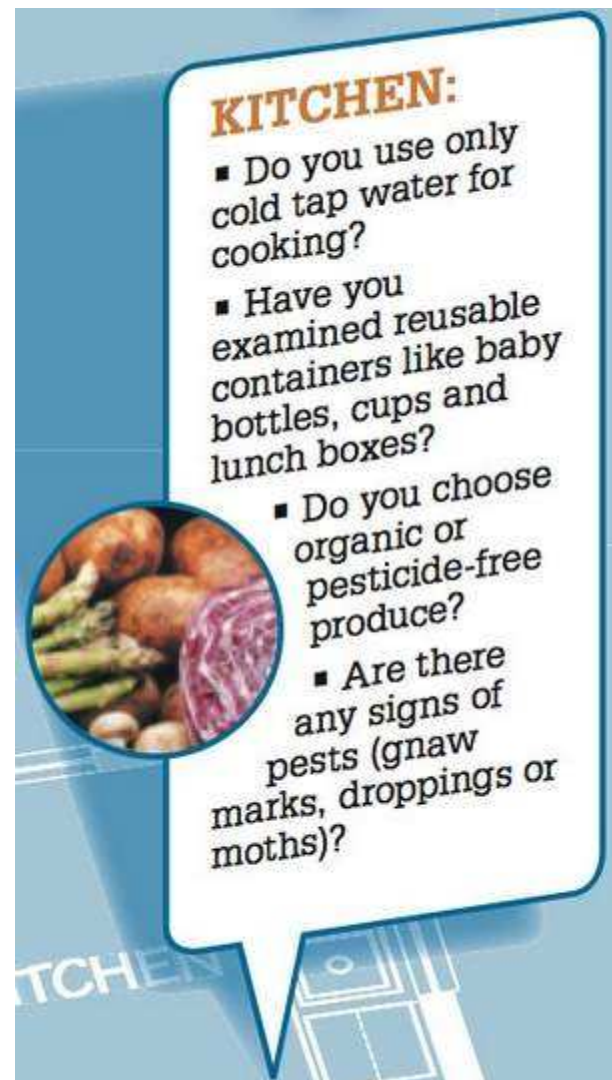 KITCHEN:
▪ Do you use only
cold tap water for
cooking?
▪ Have you
examined reusable
containers like baby
bottles, cups and
lunch boxes?
▪ Do you choose
organic or
pesticide-free
produce?
▪ Are there
any signs of
pests (gnaw
marks, droppings or
moths)?
ITCHEN